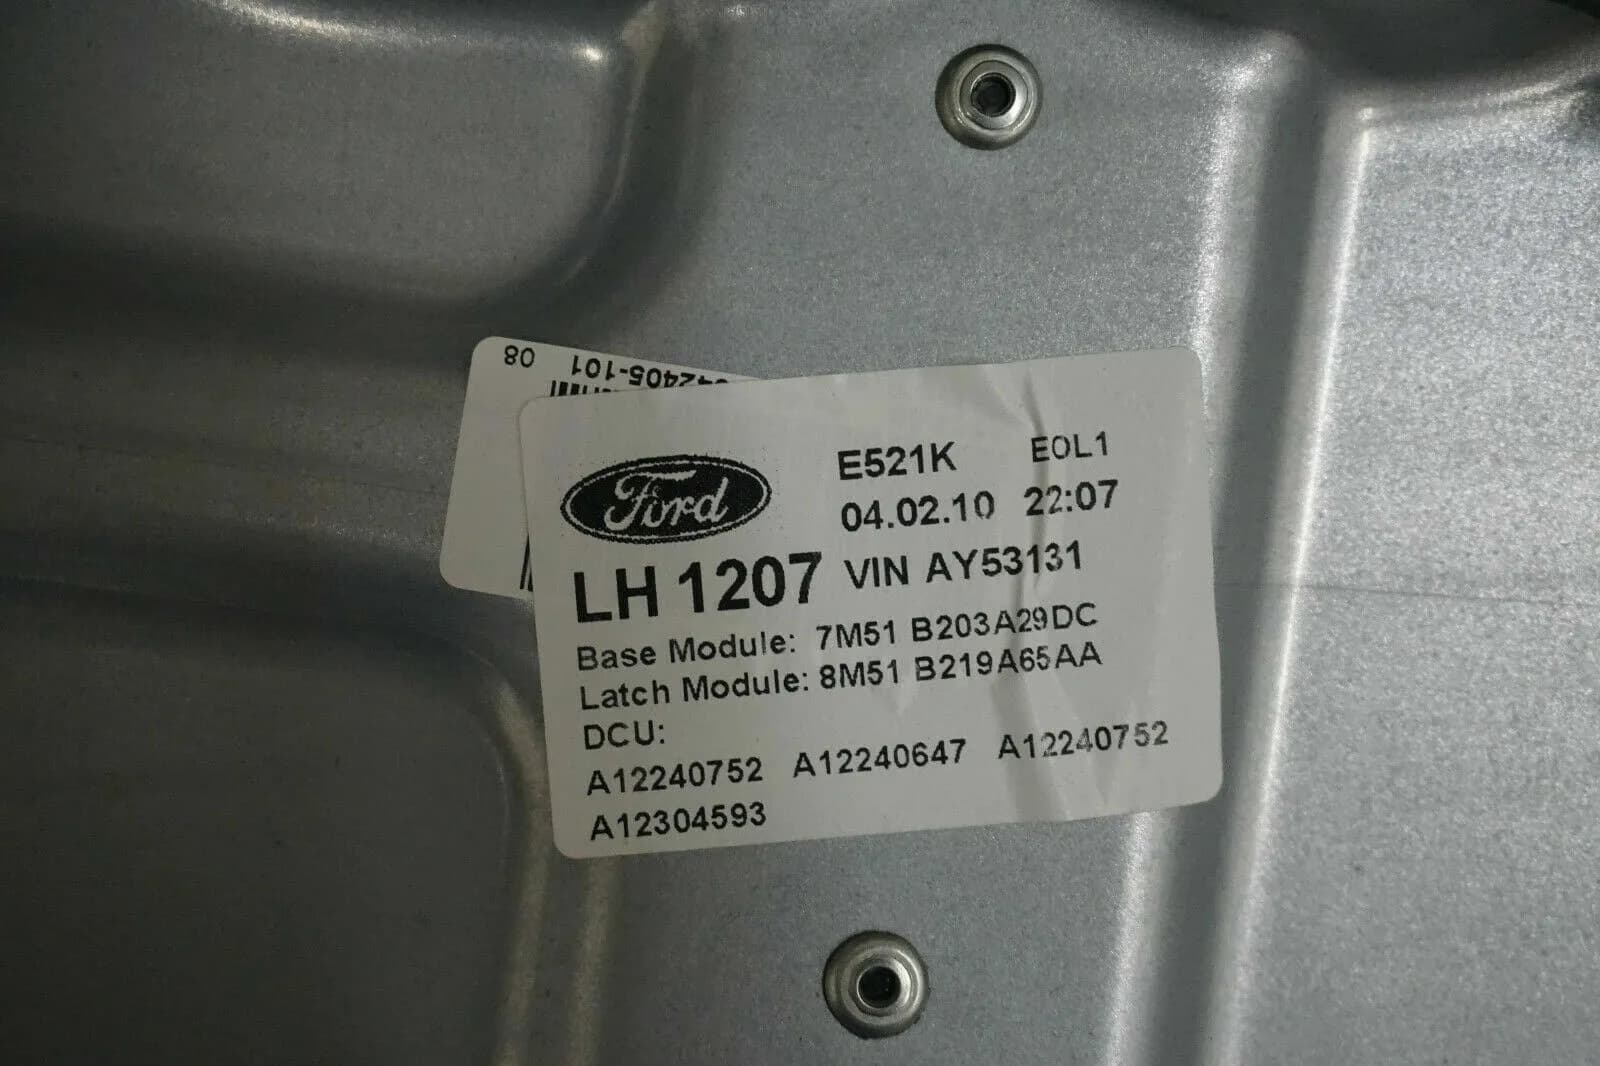 08 42405-101
Ford
E521K EOL1
04.02.10 22:07
LH 1207 VIN AY53131
Base Module: 7M51 B203A29DC
Latch Module: 8M51 B219A65AA
DCU:
A12240752 A12240647 A12240752
A12304593